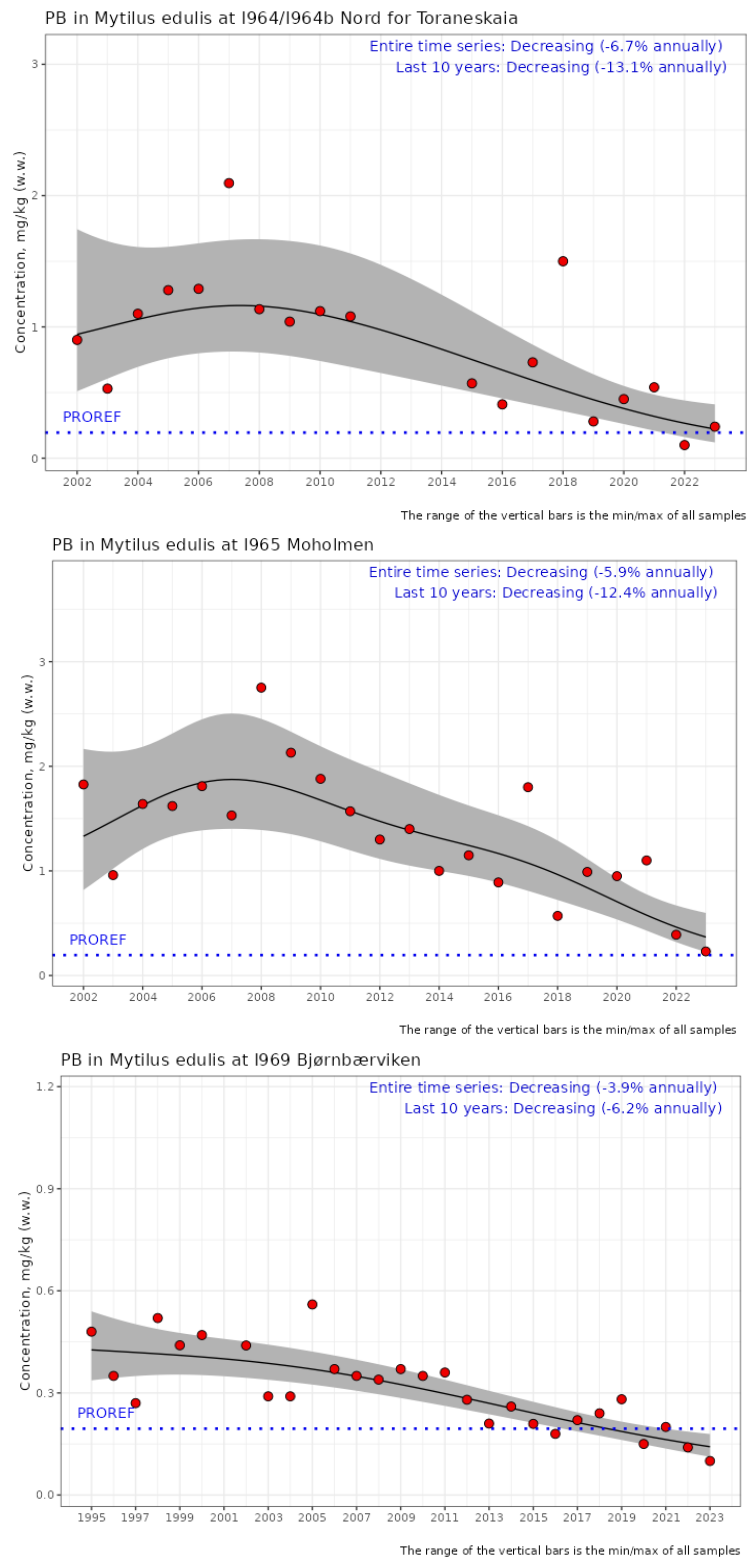 PB in Mytilus edulis at I964/I964b Nord for Toraneskaia
Entire time series: Decreasing (-6.7% annually)
Last 10 years: Decreasing (-13.1% annually)
Concentration, mg/kg (w.w.)
3
2
1
0
PROREF
2002 2004 2006 2008 2010 2012 2014 2016 2018 2020 2022
The range of the vertical bars is the min/max of all samples
PB in Mytilus edulis at I965 Moholmen
Entire time series: Decreasing (-5.9% annually)
Last 10 years: Decreasing (-12.4% annually)
Concentration, mg/kg (w.w.)
3
2
1
0
PROREF
2002 2004 2006 2008 2010 2012 2014 2016 2018 2020 2022
The range of the vertical bars is the min/max of all samples
PB in Mytilus edulis at I969 Bjørnbærviken
Entire time series: Decreasing (-3.9% annually)
Last 10 years: Decreasing (-6.2% annually)
Concentration, mg/kg (w.w.)
1.2
0.9
0.6
0.3
0.0
PROREF
1995 1997 1999 2001 2003 2005 2007 2009 2011 2013 2015 2017 2019 2021 2023
The range of the vertical bars is the min/max of all samples